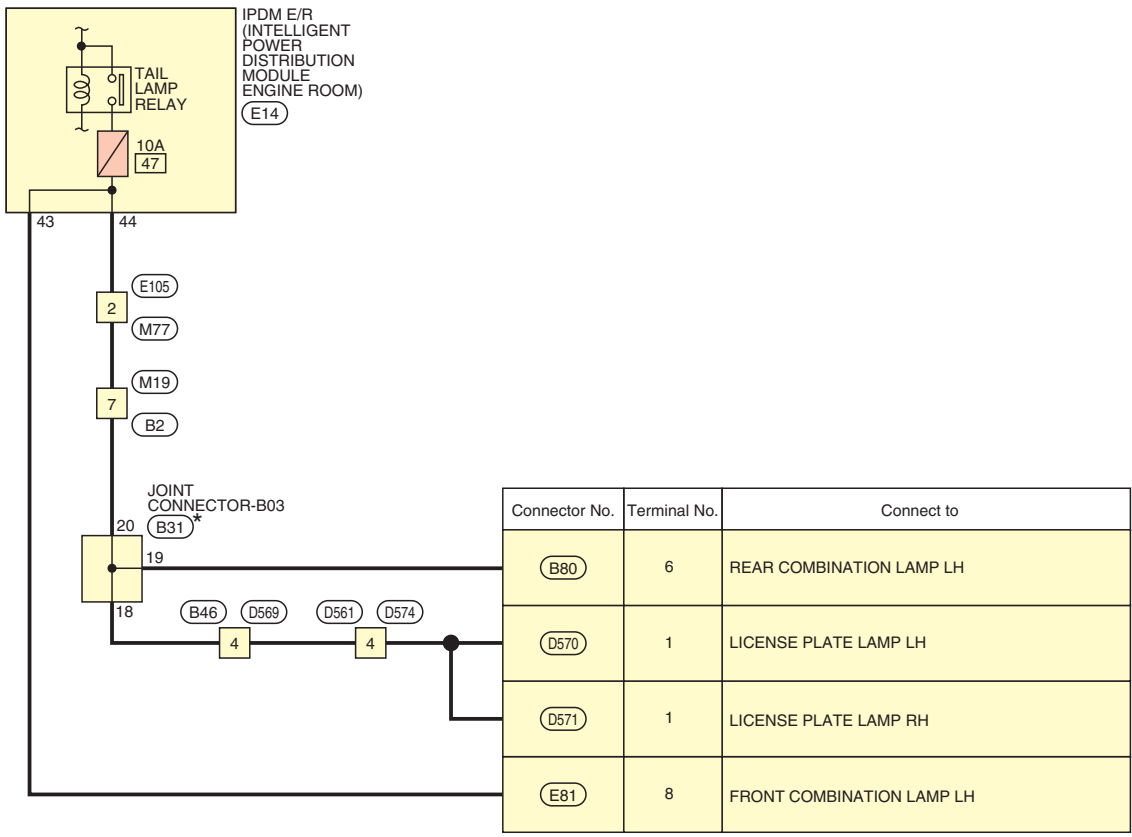 IPDM E/R
(INTELLIGENT
POWER
DISTRIBUTION
MODULE
ENGINE ROOM)
E14
TAIL
LAMP
RELAY
10A
47
43
44
E105
2
M77
M19
7
B2
JOINT
CONNECTOR-B03
20
B31*
19
18
B46
D569
D561
D574
4
4
Connector No. Terminal No. Connect to
B80 6 REAR COMBINATION LAMP LH
D570 1 LICENSE PLATE LAMP LH
D571 1 LICENSE PLATE LAMP RH
E81 8 FRONT COMBINATION LAMP LH